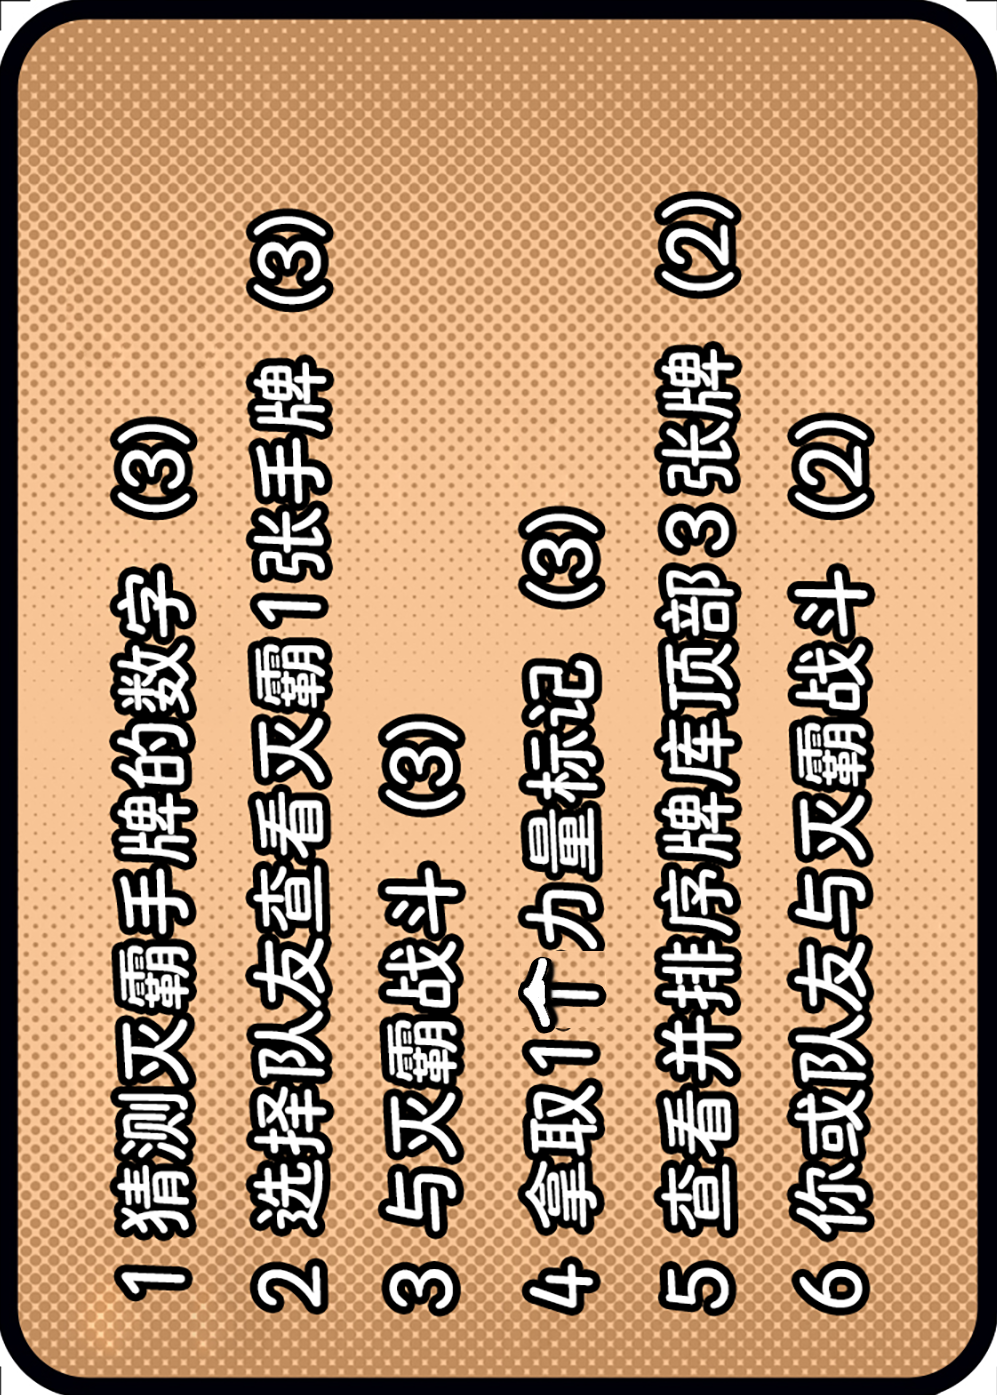 1 猜测灭霸手牌的数字 (3)
2 选择队友查看灭霸1张手牌 (3)
3 与灭霸战斗 (3)
4 拿取1个力量标记 (3)
5 查看并排序牌库顶部3张牌 (2)
6 你或队友与灭霸战斗 (2)